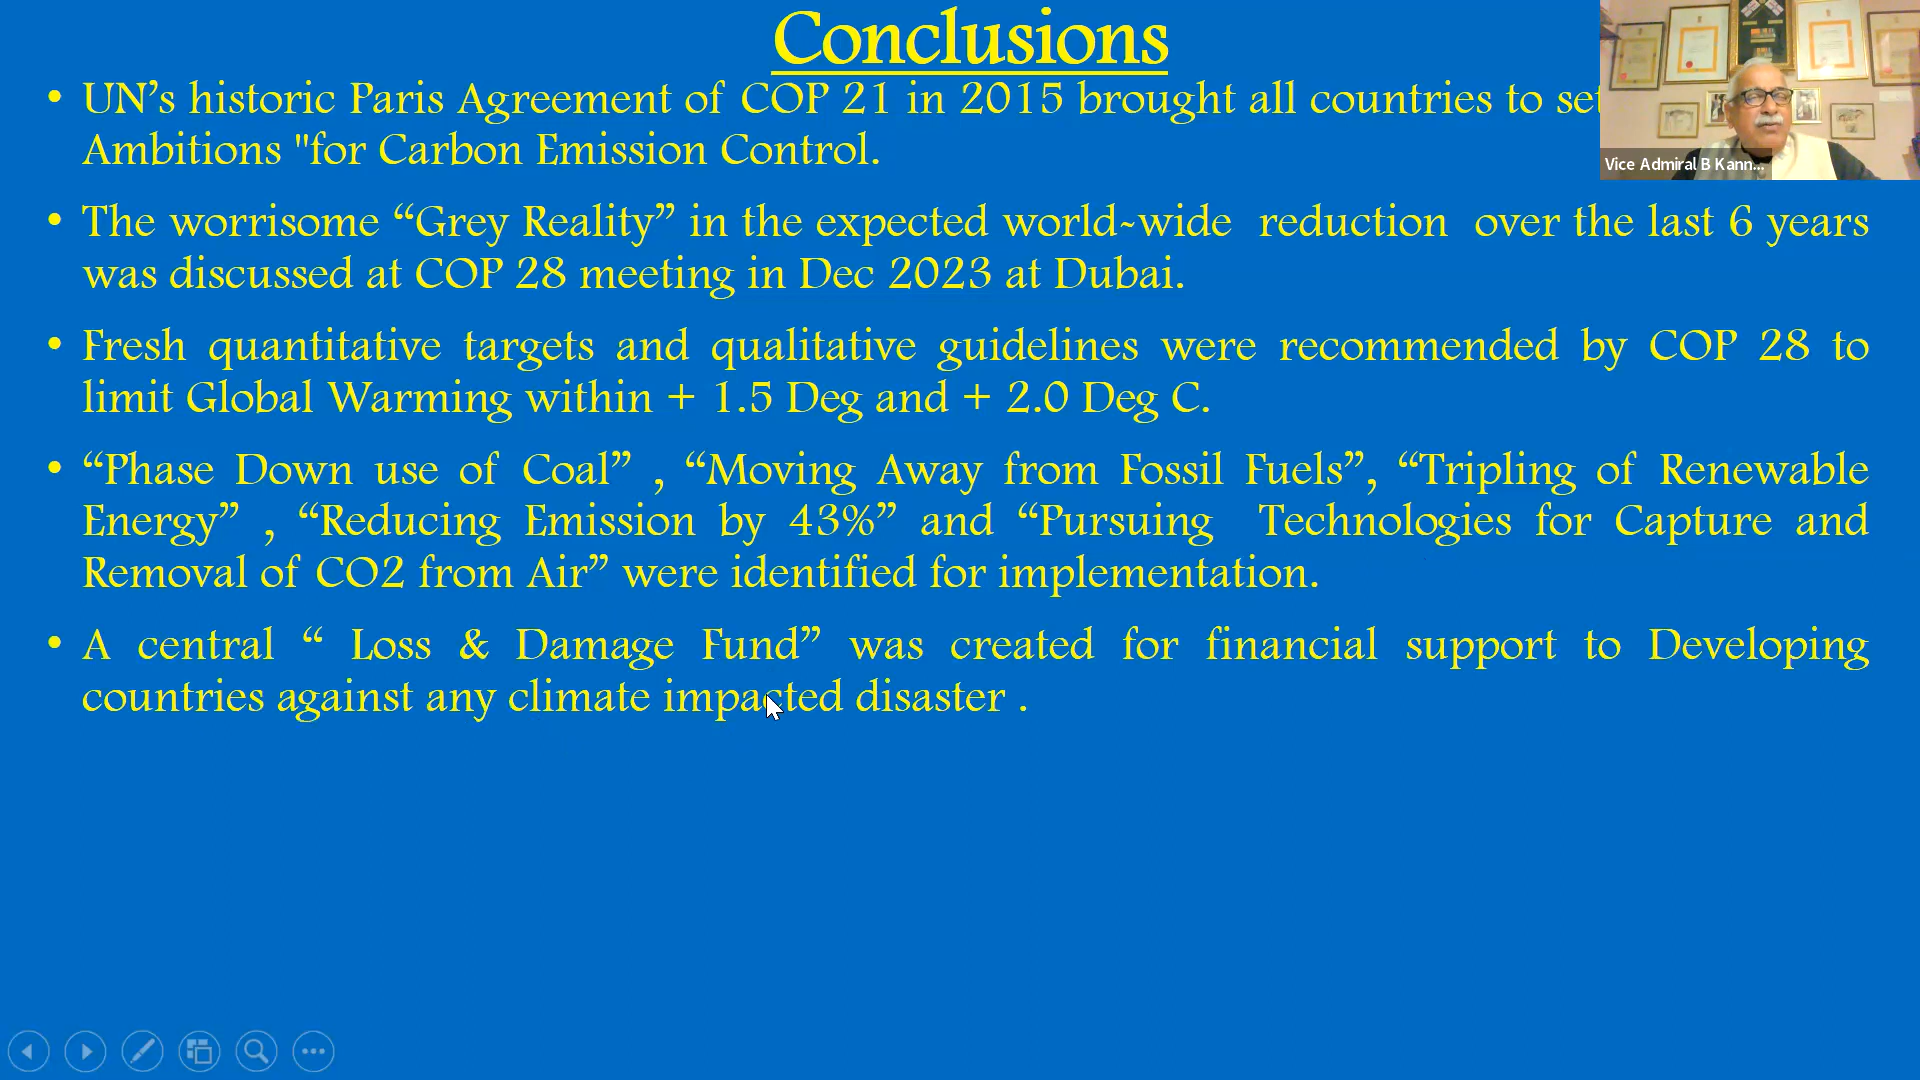 Conclusions
• UN’s historic Paris Agreement of COP 21 in 2015 brought all countries to set
Ambitions "for Carbon Emission Control.
• The worrisome “Grey Reality” in the expected world-wide reduction over the last 6 years
was discussed at COP 28 meeting in Dec 2023 at Dubai.
• Fresh quantitative targets and qualitative guidelines were recommended by COP 28 to
limit Global Warming within + 1.5 Deg and + 2.0 Deg C.
• “Phase Down use of Coal” , “Moving Away from Fossil Fuels”, “Tripling of Renewable
Energy” , “Reducing Emission by 43%” and “Pursuing Technologies for Capture and
Removal of CO2 from Air” were identified for implementation.
• A central “ Loss & Damage Fund” was created for financial support to Developing
countries against any climate impacted disaster .
Vice Admiral B Kann...